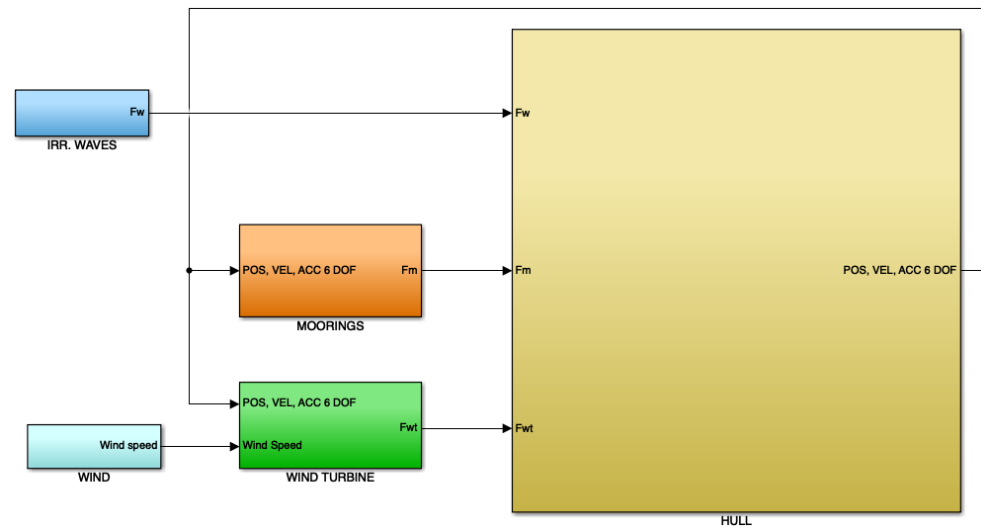 Fw
IRR. WAVES
Fw
POS, VEL, ACC 6 DOF
Fm
MOORINGS
Fm
POS, VEL, ACC 6 DOF
POS, VEL, ACC 6 DOF
Fwt
Wind Speed
WIND TURBINE
Fwt
Wind speed
WIND
HULL